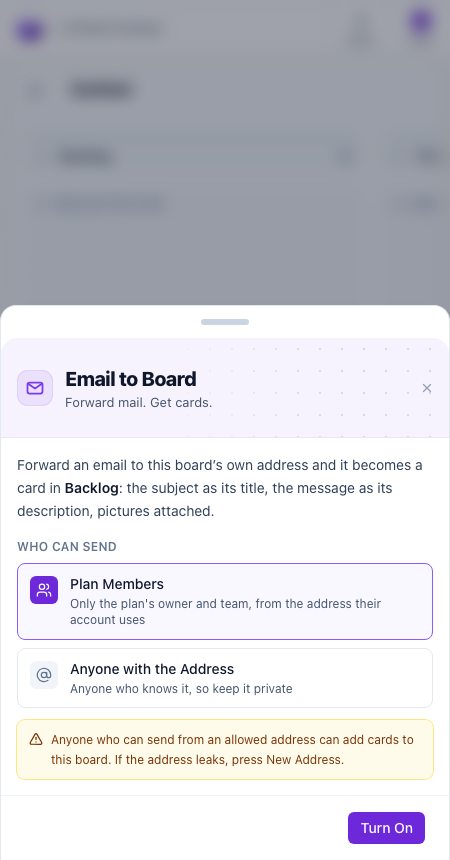 Email to Board
Forward mail. Get cards.
Forward an email to this board’s own address and it becomes a
card in Backlog: the subject as its title, the message as its
description, pictures attached.
WHO CAN SEND
Plan Members
Only the plan's owner and team, from the address their
account uses
Anyone with the Address
Anyone who knows it, so keep it private
Anyone who can send from an allowed address can add cards to
this board. If the address leaks, press New Address.
Turn On